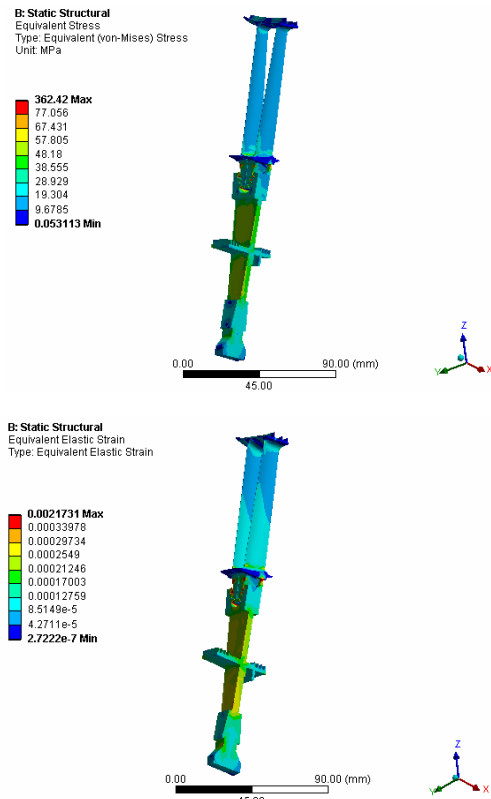 B: Static Structural
Equivalent Stress
Type: Equivalent (von-Mises) Stress
Unit: MPa
362.42 Max
77.056
67.431
57.805
48.18
38.555
28.929
19.304
9.6785
0.053113 Min
0.00 90.00 (mm)
45.00
Z
Y X
B: Static Structural
Equivalent Elastic Strain
Type: Equivalent Elastic Strain
0.0021731 Max
0.00033978
0.00029734
0.0002549
0.00021246
0.00017003
0.00012759
8.5149e-5
4.2711e-5
2.7222e-7 Min
0.00 90.00 (mm)
45.00
Z
Y X